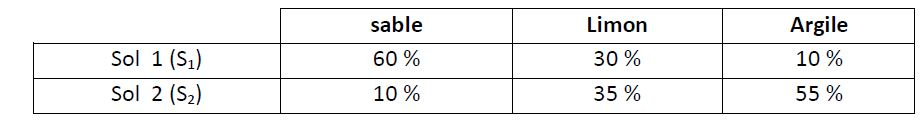 sable Limon Argile
Sol 1 (S₁) 60 % 30 % 10 %
Sol 2 (S₂) 10 % 35 % 55 %